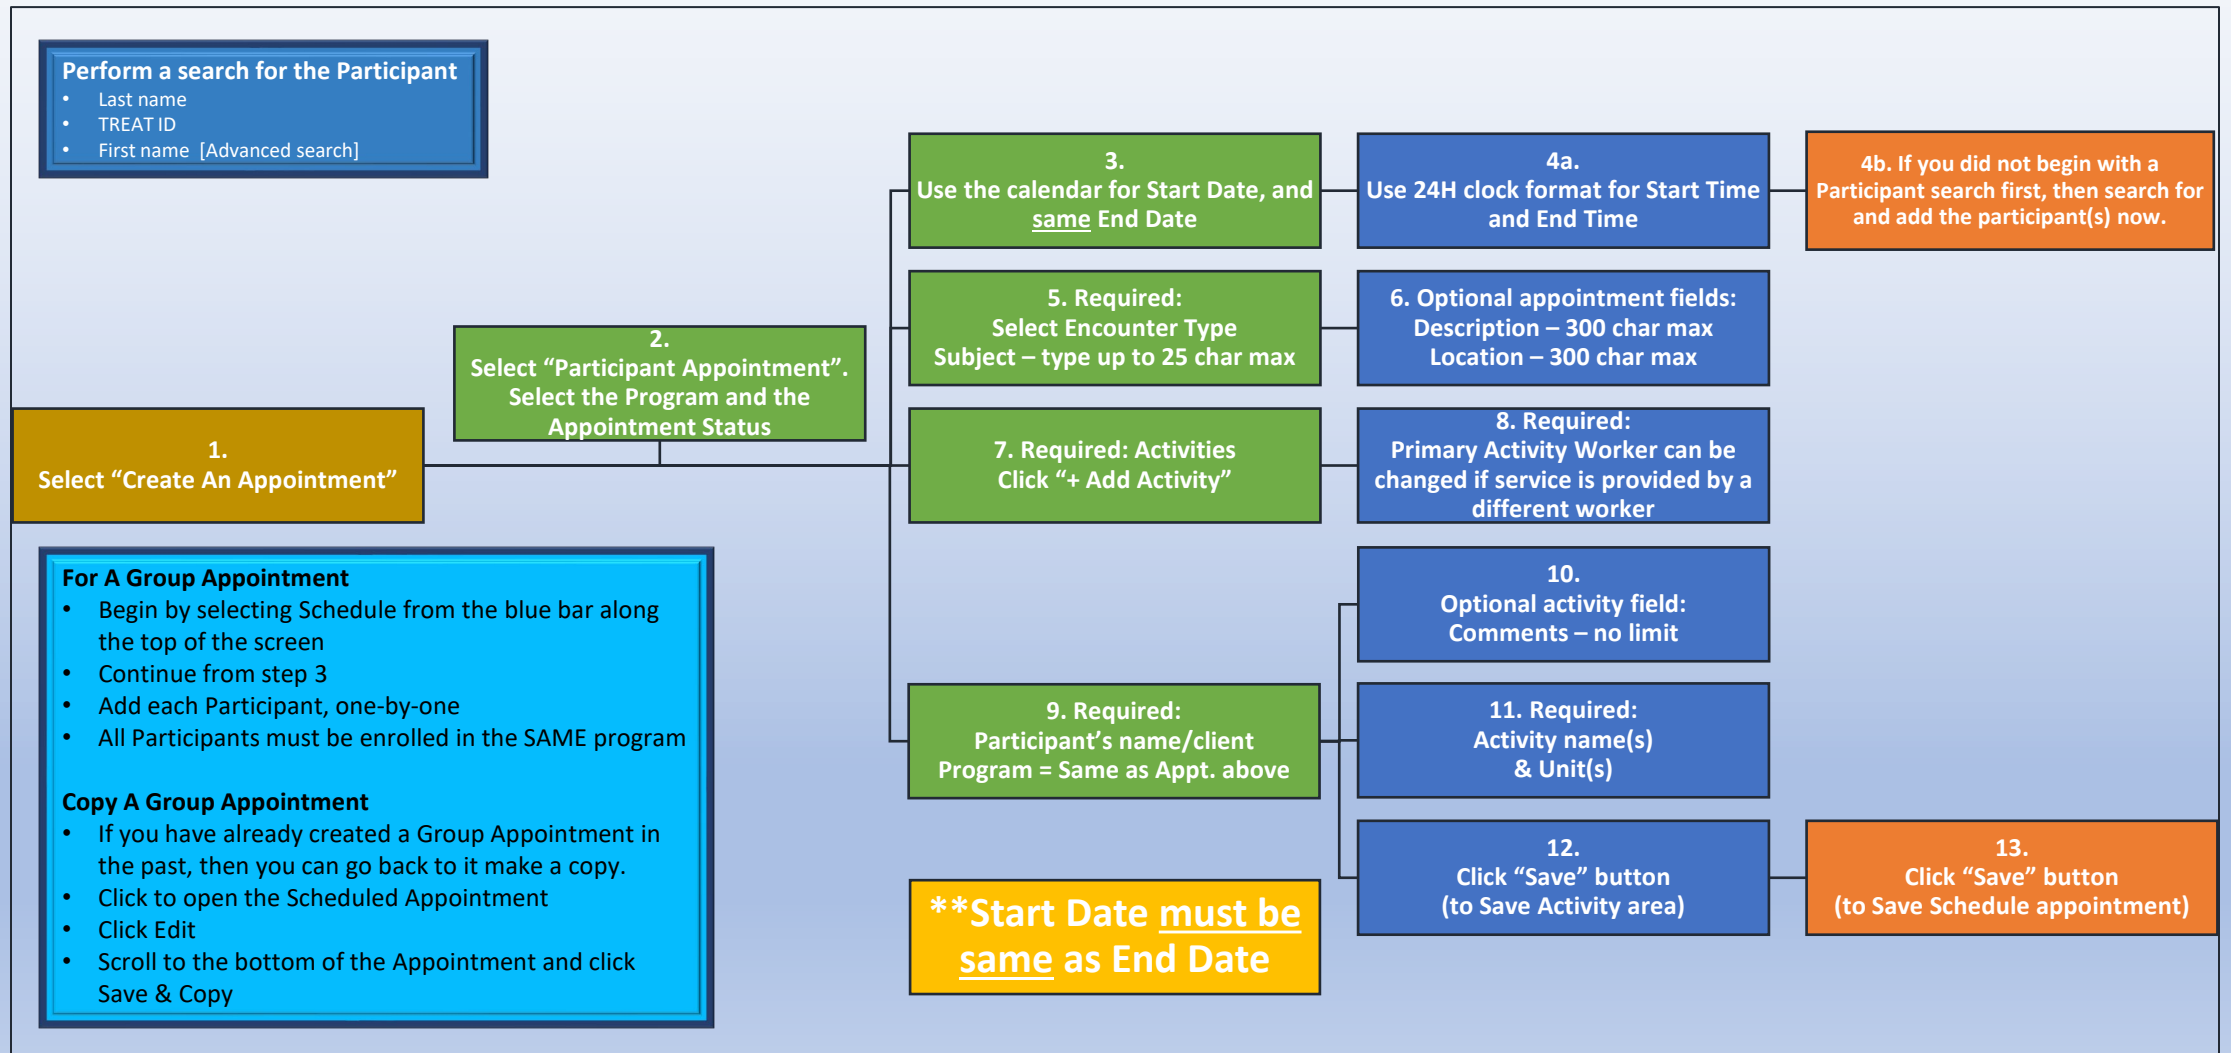 Perform a search for the Participant
• Last name
• TREAT ID
• First name [Advanced search]
1.
Select “Create An Appointment”
2.
Select “Participant Appointment”.
Select the Program and the
Appointment Status
3.
Use the calendar for Start Date, and
same End Date
4a.
Use 24H clock format for Start Time
and End Time
4b. If you did not begin with a
Participant search first, then search for
and add the participant(s) now.
5. Required:
Select Encounter Type
Subject – type up to 25 char max
6. Optional appointment fields:
Description – 300 char max
Location – 300 char max
7. Required: Activities
Click “+ Add Activity”
8. Required:
Primary Activity Worker can be
changed if service is provided by a
different worker
9. Required:
Participant’s name/client
Program = Same as Appt. above
10.
Optional activity field:
Comments – no limit
11. Required:
Activity name(s)
& Unit(s)
12.
Click “Save” button
(to Save Activity area)
13.
Click “Save” button
(to Save Schedule appointment)
For A Group Appointment
• Begin by selecting Schedule from the blue bar along
the top of the screen
• Continue from step 3
• Add each Participant, one-by-one
• All Participants must be enrolled in the SAME program
Copy A Group Appointment
• If you have already created a Group Appointment in
the past, then you can go back to it make a copy.
• Click to open the Scheduled Appointment
• Click Edit
• Scroll to the bottom of the Appointment and click
Save & Copy
**Start Date must be
same as End Date